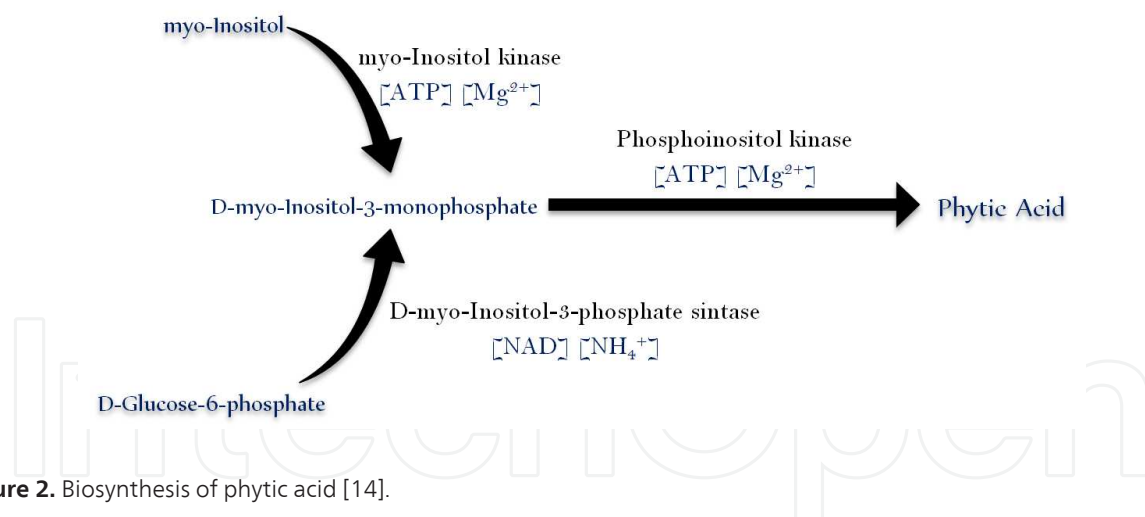 myo-Inositol
myo-Inositol kinase
[ATP] [Mg²⁺]
Phosphoinositol kinase
[ATP] [Mg²⁺]
D-myo-Inositol-3-monophosphate
Phytic Acid
D-myo-Inositol-3-phosphate sintase
[NAD] [NH₄⁺]
D-Glucose-6-phosphate
ure 2. Biosynthesis of phytic acid [14].